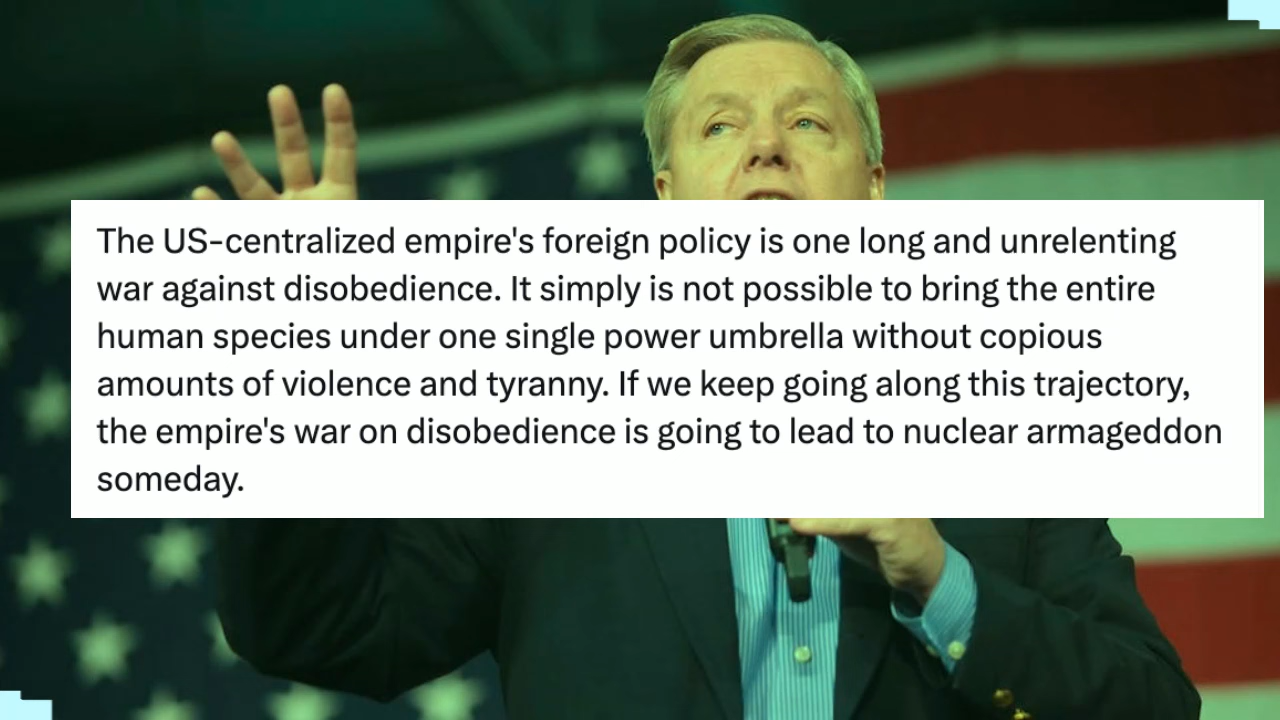 The US-centralized empire's foreign policy is one long and unrelenting
war against disobedience. It simply is not possible to bring the entire
human species under one single power umbrella without copious
amounts of violence and tyranny. If we keep going along this trajectory,
the empire's war on disobedience is going to lead to nuclear armageddon
someday.